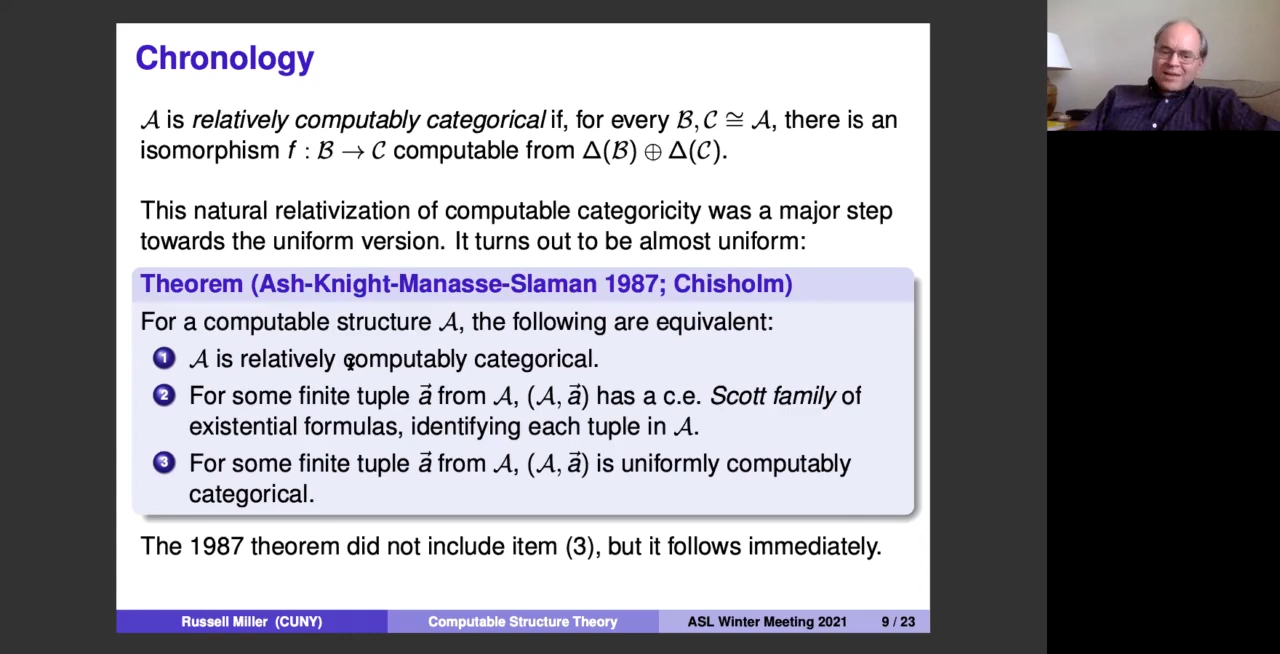 Chronology
𝒜 is relatively computably categorical if, for every ℬ, 𝒞 ≅ 𝒜, there is an
isomorphism f : ℬ → 𝒞 computable from Δ(ℬ) ⊕ Δ(𝒞).
This natural relativization of computable categoricity was a major step
towards the uniform version. It turns out to be almost uniform:
Theorem (Ash-Knight-Manasse-Slaman 1987; Chisholm)
For a computable structure 𝒜, the following are equivalent:
1 𝒜 is relatively computably categorical.
2 For some finite tuple a⃗ from 𝒜, (𝒜, a⃗) has a c.e. Scott family of
existential formulas, identifying each tuple in 𝒜.
3 For some finite tuple a⃗ from 𝒜, (𝒜, a⃗) is uniformly computably
categorical.
The 1987 theorem did not include item (3), but it follows immediately.
Russell Miller (CUNY) Computable Structure Theory ASL Winter Meeting 2021 9 / 23